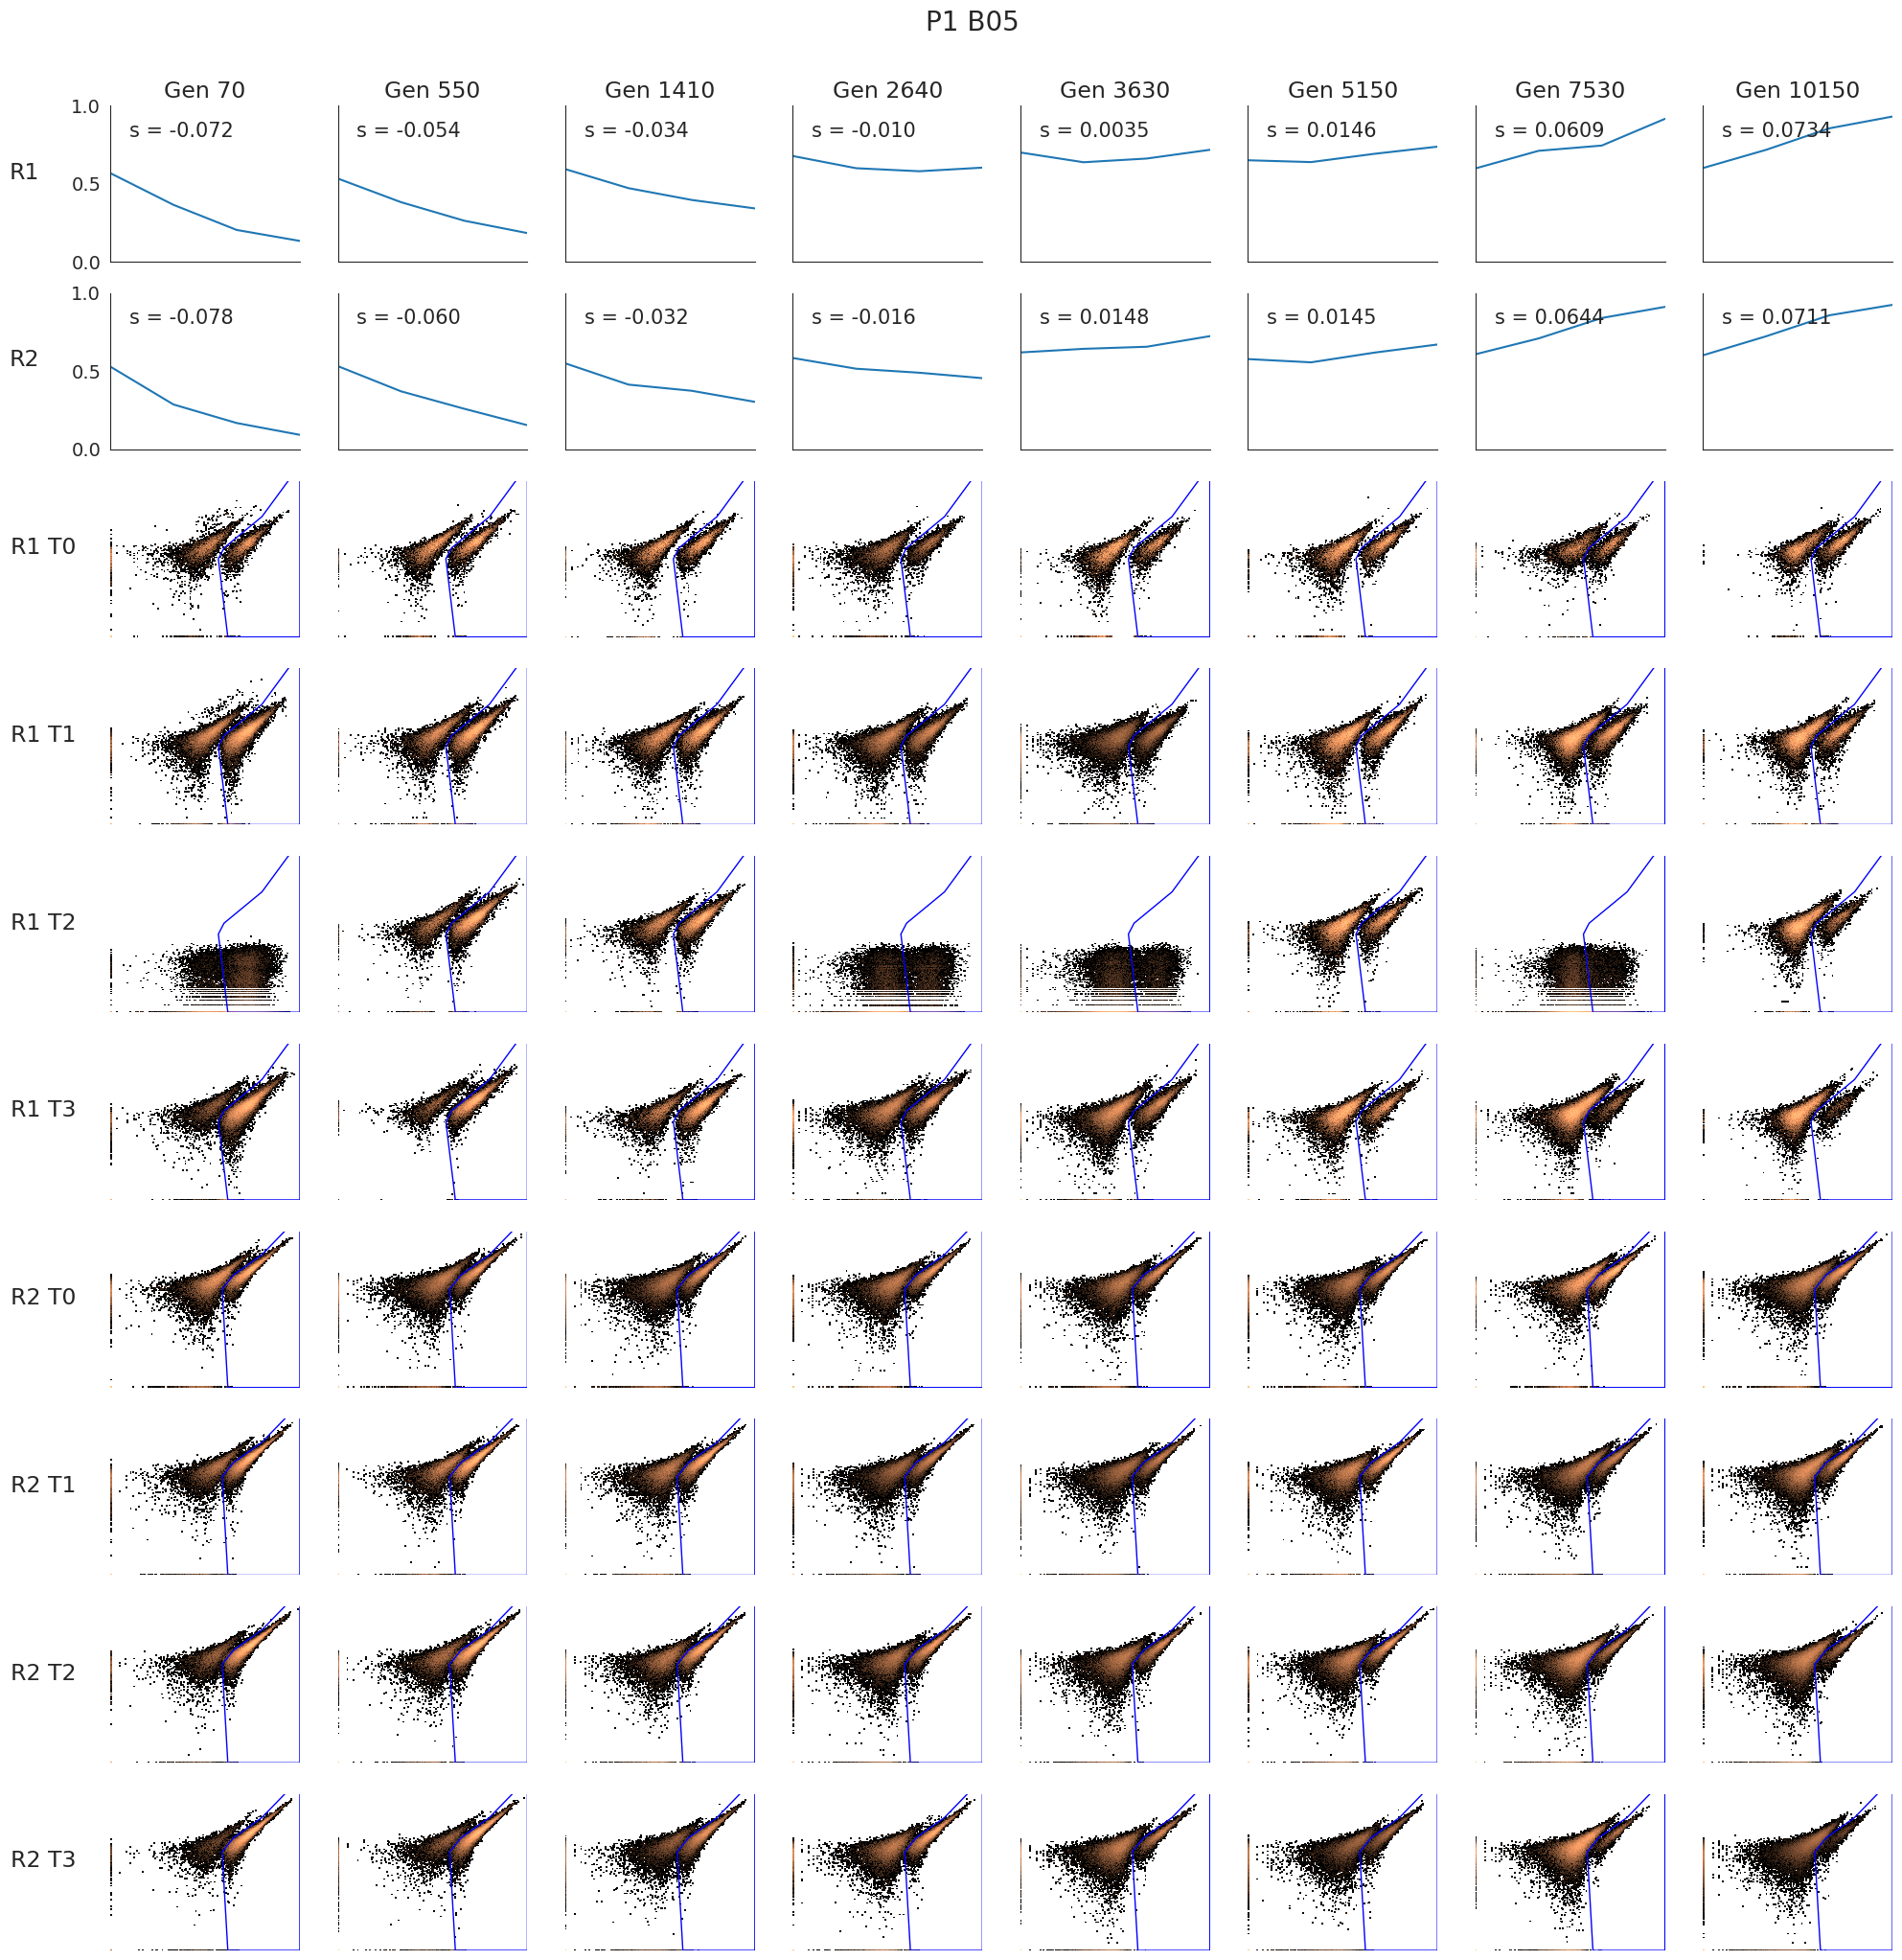 P1 B05
Gen 70 Gen 550 Gen 1410 Gen 2640 Gen 3630 Gen 5150 Gen 7530 Gen 10150
1.0
s = -0.072 s = -0.054 s = -0.034 s = -0.010 s = 0.0035 s = 0.0146 s = 0.0609 s = 0.0734
R1
0.5
0.0
1.0
s = -0.078 s = -0.060 s = -0.032 s = -0.016 s = 0.0148 s = 0.0145 s = 0.0644 s = 0.0711
R2
0.5
0.0
R1 T0
R1 T1
R1 T2
R1 T3
R2 T0
R2 T1
R2 T2
R2 T3